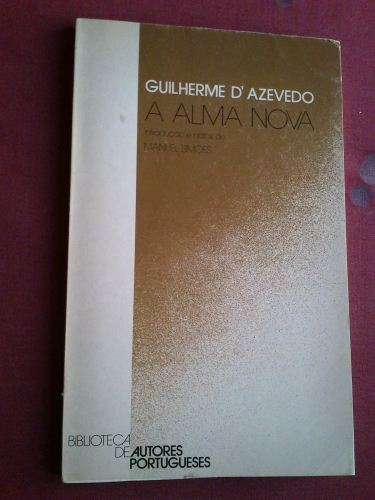 GUILHERME D'AZEVEDO
A ALMA NOVA
introdução e notas de
MANUEL SIMÕES
BIBLIOTECA
DE AUTORES
PORTUGUESES